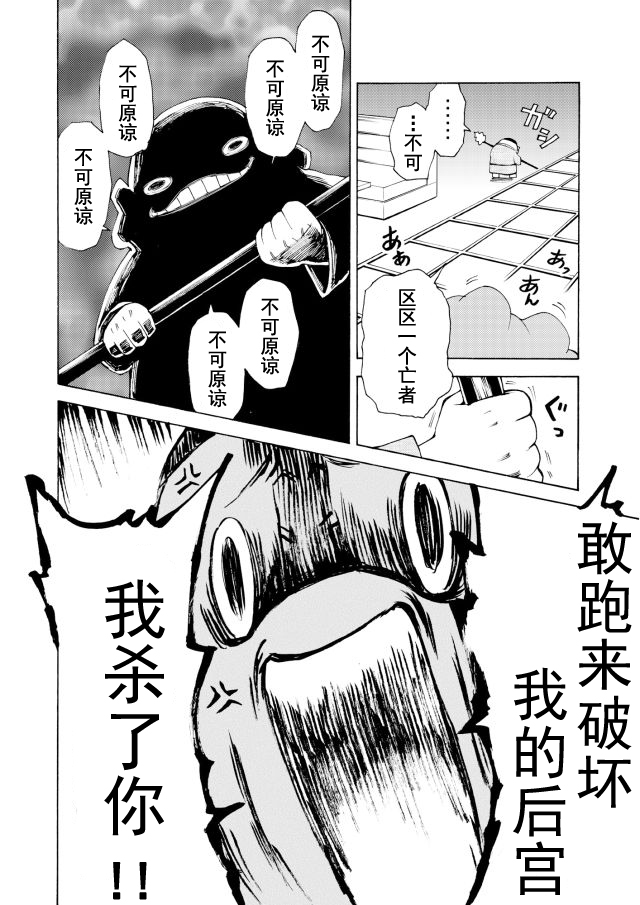 ……
…不可
ガシ
あぁ
あっ
あん
区区一个亡者
ぐっ
不可原谅
不可原谅
不可原谅
不可原谅
不可原谅
不可原谅
敢跑来破坏
我的后宫
我杀了你!!